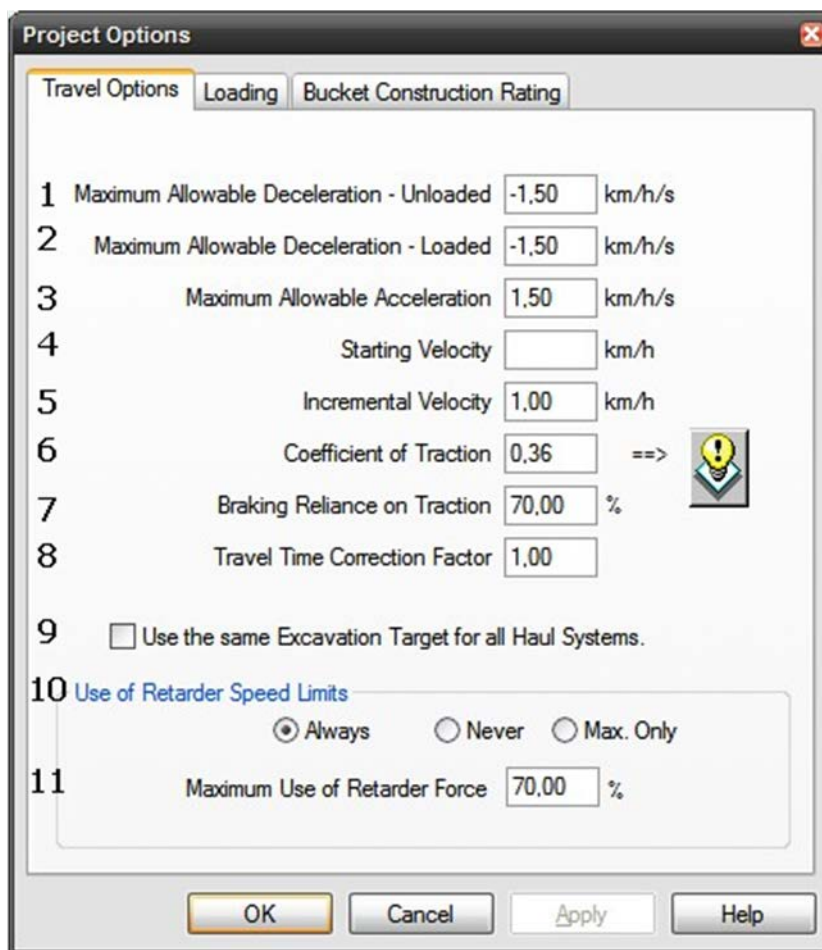 Project Options
Travel Options Loading Bucket Construction Rating
1 Maximum Allowable Deceleration - Unloaded -1,50 km/h/s
2 Maximum Allowable Deceleration - Loaded -1,50 km/h/s
3 Maximum Allowable Acceleration 1,50 km/h/s
4 Starting Velocity km/h
5 Incremental Velocity 1,00 km/h
6 Coefficient of Traction 0,36 ==>
7 Braking Reliance on Traction 70,00 %
8 Travel Time Correction Factor 1,00
9 Use the same Excavation Target for all Haul Systems.
10 Use of Retarder Speed Limits
Always Never Max. Only
11 Maximum Use of Retarder Force 70,00 %
OK Cancel Apply Help